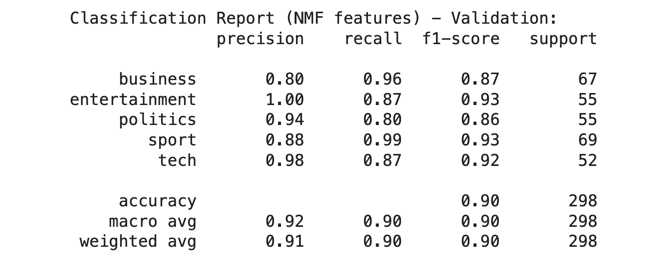 Classification Report (NMF features) – Validation:
precision recall f1-score support
business 0.80 0.96 0.87 67
entertainment 1.00 0.87 0.93 55
politics 0.94 0.80 0.86 55
sport 0.88 0.99 0.93 69
tech 0.98 0.87 0.92 52
accuracy 0.90 298
macro avg 0.92 0.90 0.90 298
weighted avg 0.91 0.90 0.90 298